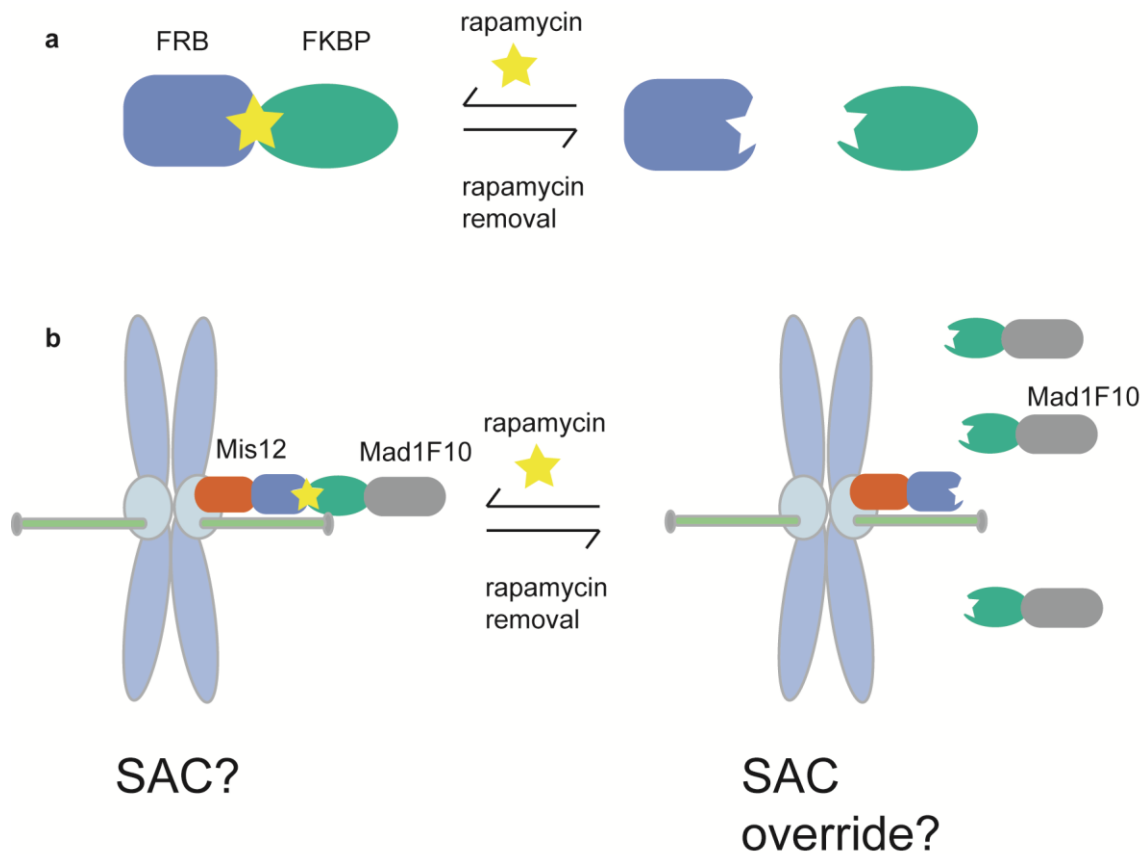 a
FRB
FKBP
rapamycin
rapamycin
removal
b
Mis12
Mad1F10
rapamycin
rapamycin
removal
Mad1F10
SAC?
SAC
override?